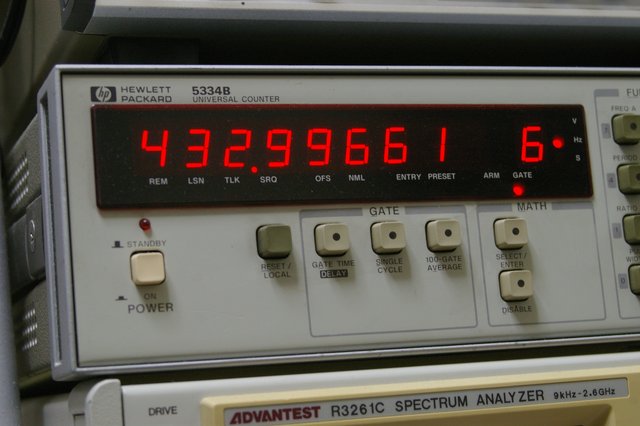 hp HEWLETT PACKARD 5334B UNIVERSAL COUNTER
FU
FREQ A
432.99661 6
V
Hz
S
REM LSN TLK SRQ OFS NML ENTRY PRESET ARM GATE
PERIOD
GATE
MATH
RATIO
STANDBY
RESET/ LOCAL
GATE TIME
DELAY
SINGLE CYCLE
100-GATE AVERAGE
SELECT/ ENTER
ON
POWER
DISABLE
DRIVE
ADVANTEST R3261C SPECTRUM ANALYZER 9kHz-2.6GHz